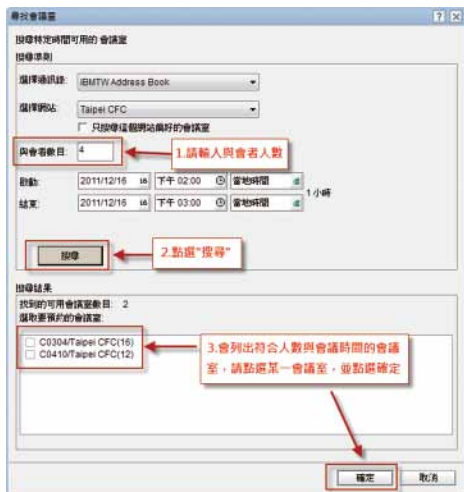 尋找會議室
搜尋特定時間可用的 會議室
搜尋準則
選擇通訊錄: IBMTW Address Book
選擇網站: Taipei CFC
只搜尋這個網站偏好的會議室
與會者數目: 4
1.請輸入與會者人數
啟動: 2011/12/16 16 下午 02:00 當地時間
1 小時
結束: 2011/12/16 16 下午 03:00 當地時間
搜尋
2.點選"搜尋"
搜尋結果
找到的可用會議室數目: 2
選取要預約的會議室:
C0304/Taipei CFC(16)
C0410/Taipei CFC(12)
3.會列出符合人數與會議時間的會議
室，請點選某一會議室，並點選確定
確定 取消